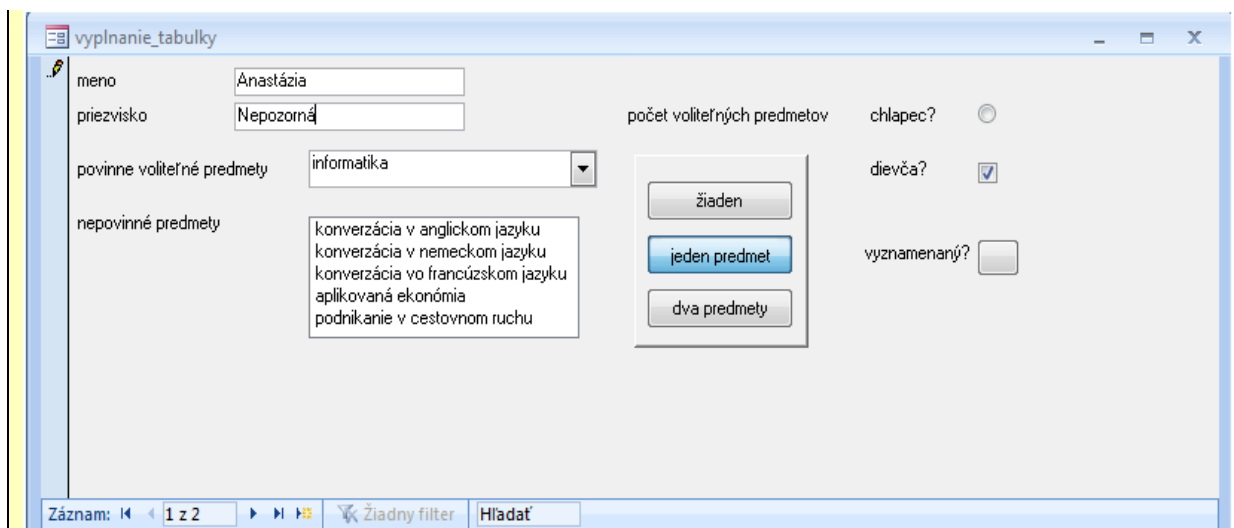 vyplnanie_tabulky
meno Anastázia
priezvisko Nepozorná
počet voliteľných predmetov
chlapec?
povinne voliteľné predmety informatika
dievča?
žiaden
nepovinné predmety
konverzácia v anglickom jazyku
konverzácia v nemeckom jazyku
konverzácia vo francúzskom jazyku
aplikovaná ekonómia
podnikanie v cestovnom ruchu
jeden predmet
vyznamenaný?
dva predmety
Záznam: 1 z 2 Žiadny filter Hľadať